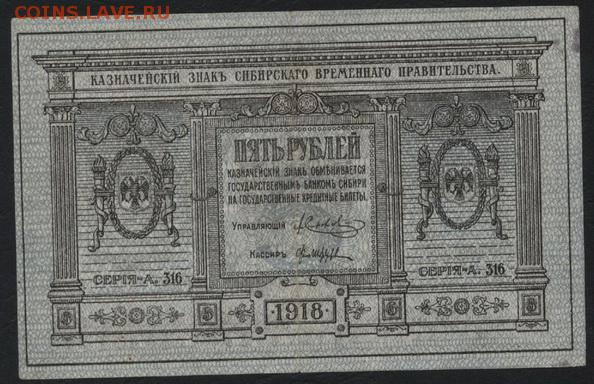 COINS.LAVE.RU
КАЗНАЧЕЙСКІЙ ЗНАКЪ СИБИРСКАГО ВРЕМЕННАГО ПРАВИТЕЛЬСТВА.
ПЯТЬ РУБЛЕЙ
КАЗНАЧЕЙСКІЙ ЗНАКЪ ОБМѢНИВАЕТСЯ
ГОСУДАРСТВЕННЫМЪ БАНКОМЪ СИБИРИ
НА ГОСУДАРСТВЕННЫЕ КРЕДИТНЫЕ БИЛЕТЫ.
УПРАВЛЯЮЩІЙ
КАССИРЪ
СЕРІЯ-А. 316
СЕРІЯ-А. 316
5 5 · 1918 · 5 5